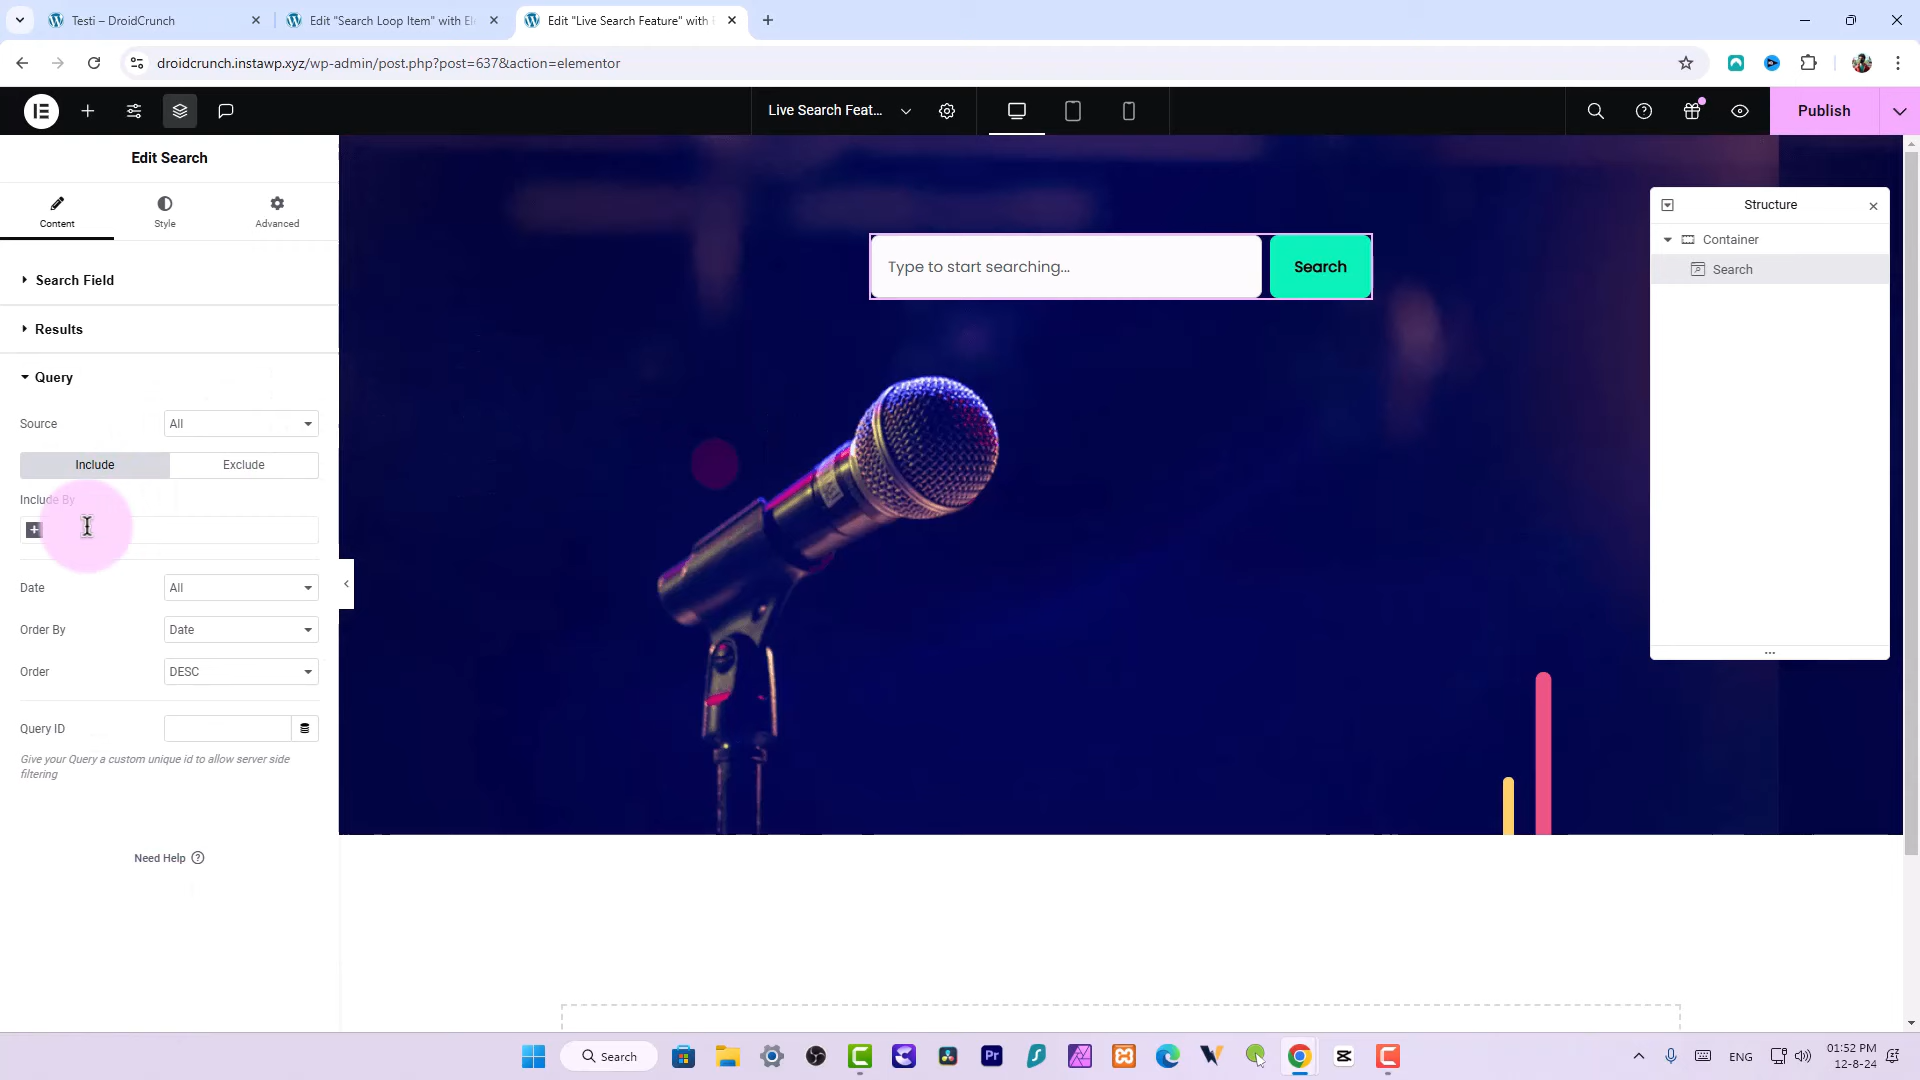 Testi – DroidCrunch
Edit "Search Loop Item" with Ele
Edit "Live Search Feature" with E
droidcrunch.instawp.xyz/wp-admin/post.php?post=637&action=elementor
Live Search Feat...
Publish
Edit Search
Content
Style
Advanced
Search Field
Results
Query
Source
All
Include
Exclude
Include By
Date
All
Order By
Date
Order
DESC
Query ID
Give your Query a custom unique id to allow server side
filtering
Need Help
Type to start searching...
Search
Structure
Container
Search
Search
Pr
ENG
01:52 PM
12-8-24